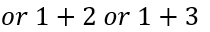 or 1 + 2 or 1 + 3